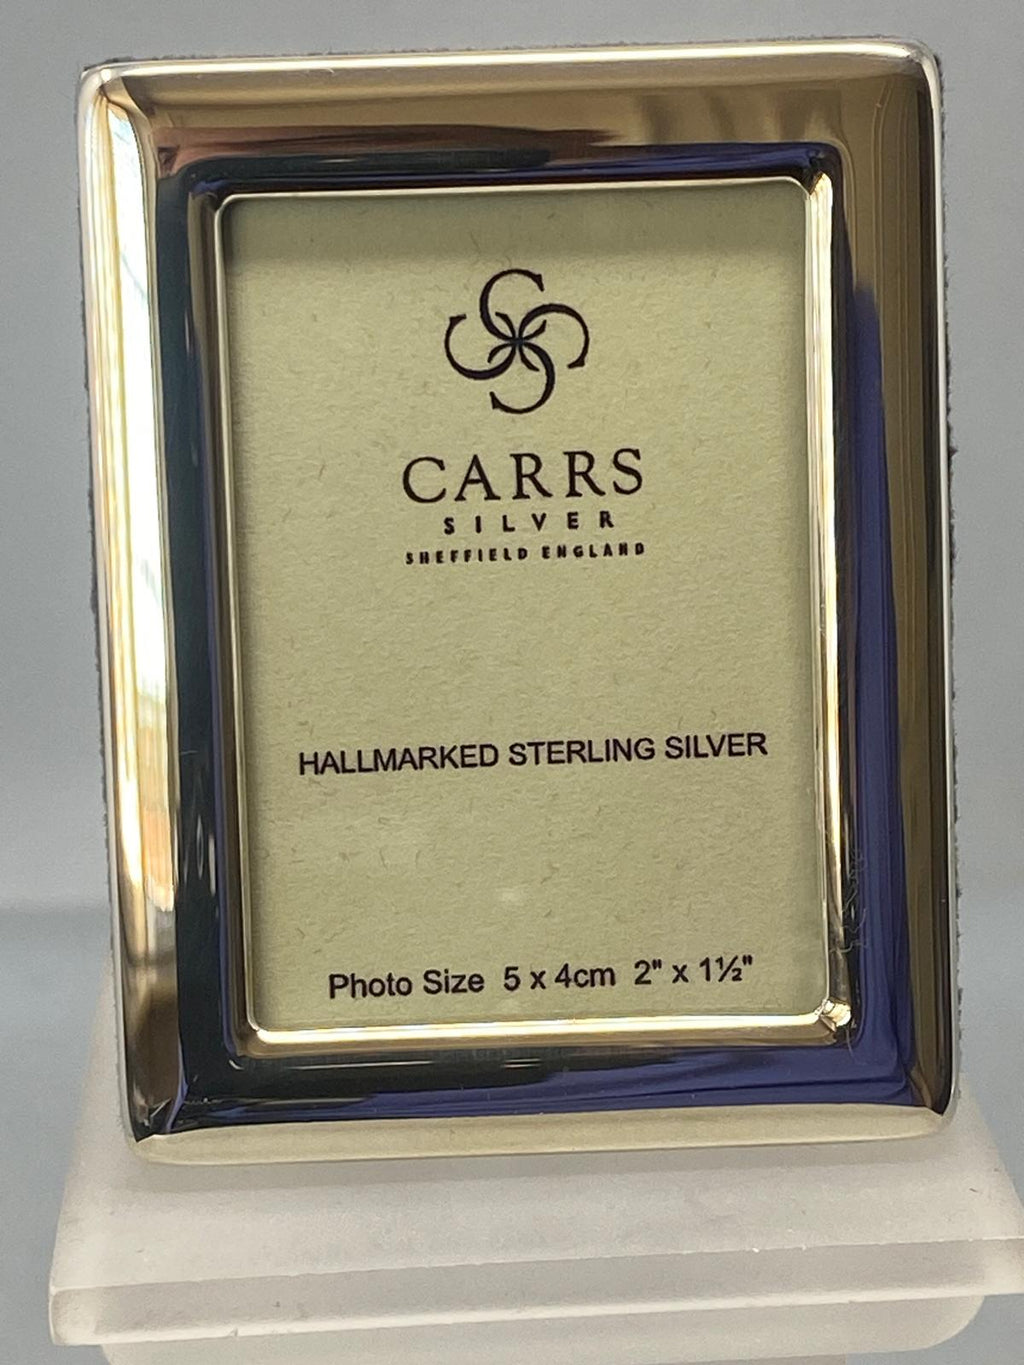 CARRS
SILVER
SHEFFIELD ENGLAND
HALLMARKED STERLING SILVER
Photo Size 5 x 4cm 2" x 1½"